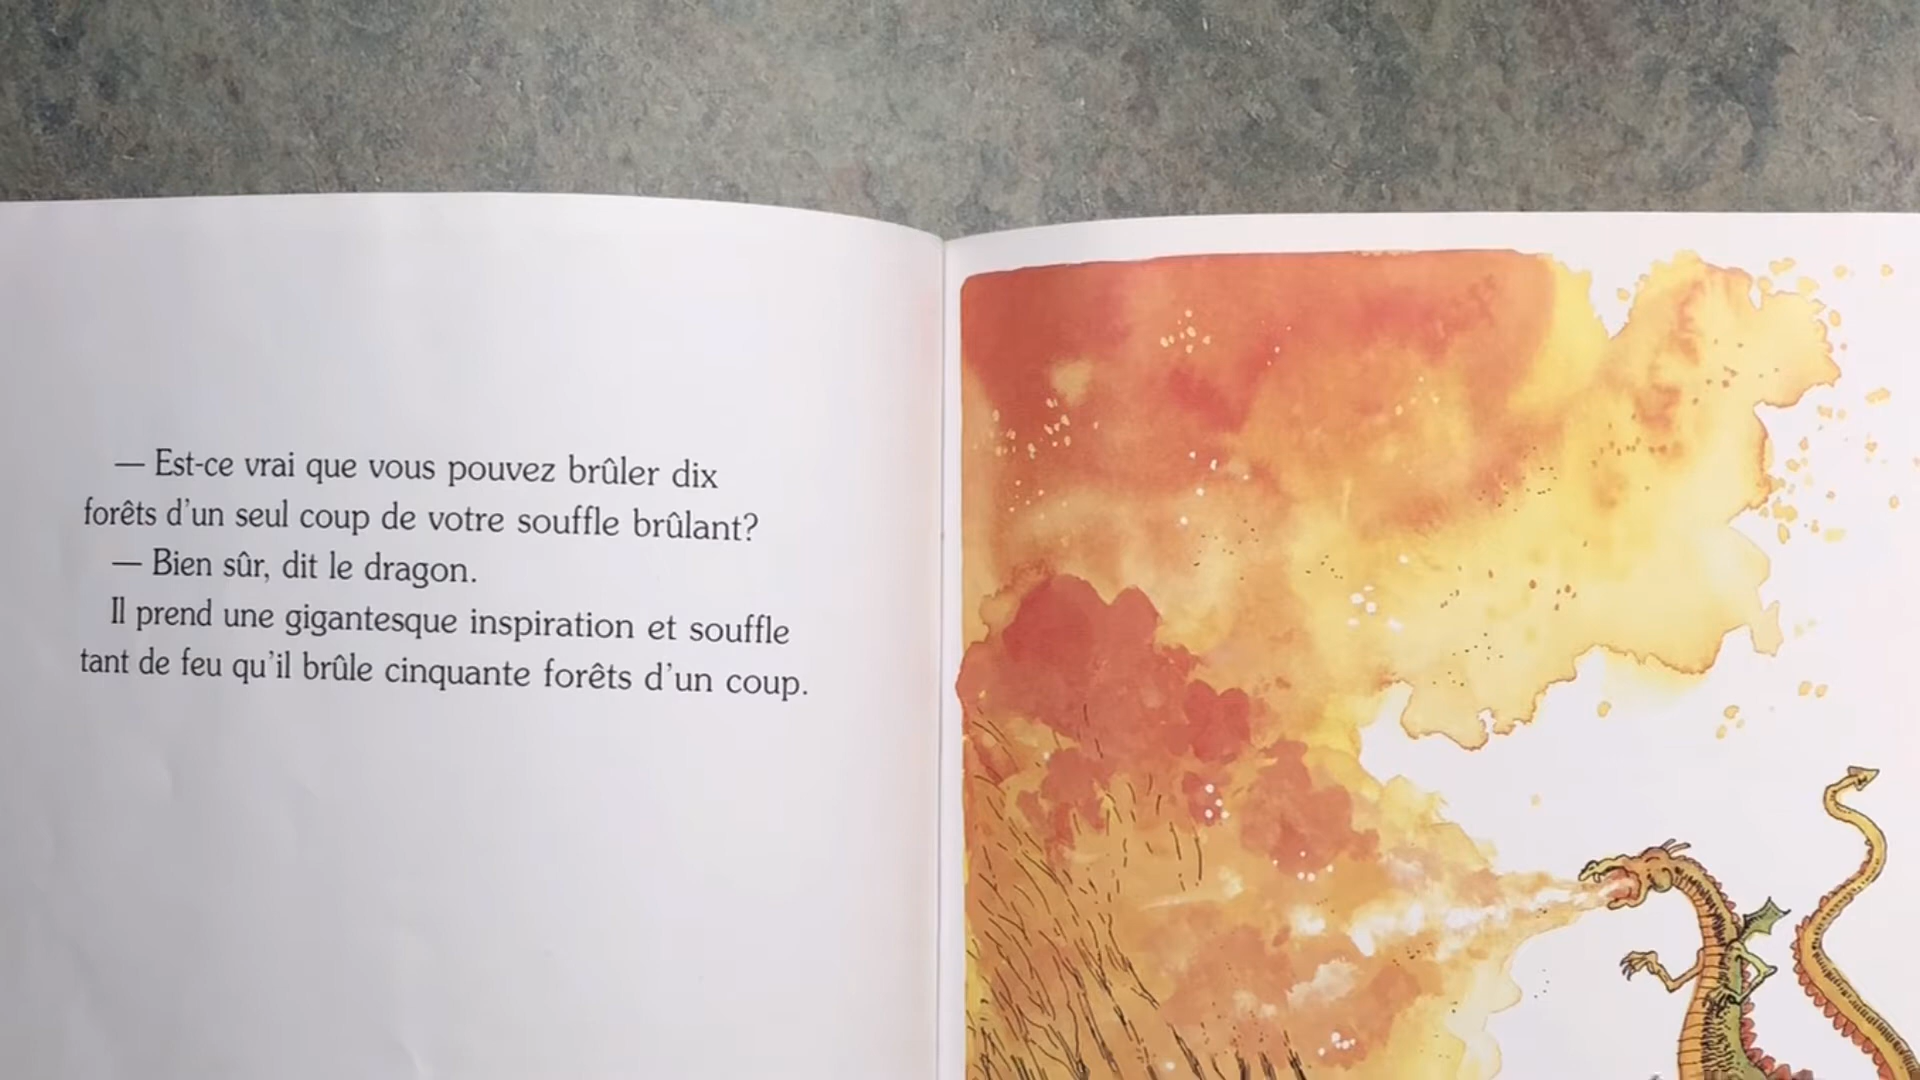 — Est-ce vrai que vous pouvez brûler dix
forêts d'un seul coup de votre souffle brûlant?
— Bien sûr, dit le dragon.
Il prend une gigantesque inspiration et souffle
tant de feu qu'il brûle cinquante forêts d'un coup.